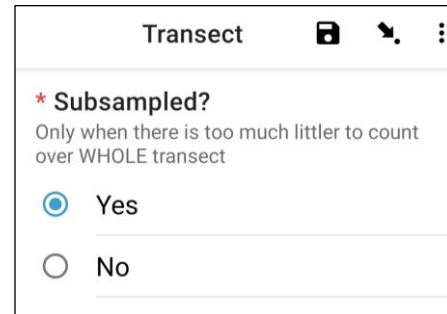 Transect
* Subsampled?
Only when there is too much littler to count
over WHOLE transect
Yes
No